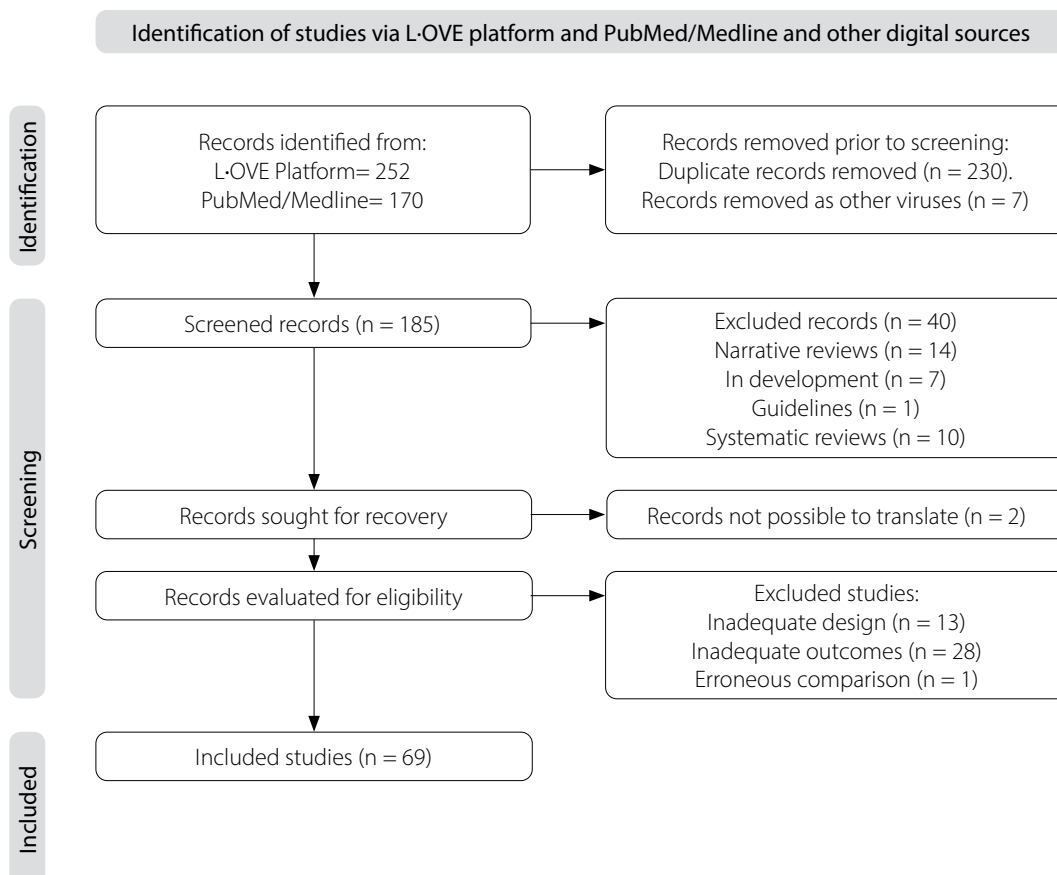 Identification of studies via L·OVE platform and PubMed/Medline and other digital sources
Identification
Records identified from:
L·OVE Platform= 252
PubMed/Medline= 170
Records removed prior to screening:
Duplicate records removed (n = 230).
Records removed as other viruses (n = 7)
Screening
Screened records (n = 185)
Excluded records (n = 40)
Narrative reviews (n = 14)
In development (n = 7)
Guidelines (n = 1)
Systematic reviews (n = 10)
Records sought for recovery
Records not possible to translate (n = 2)
Records evaluated for eligibility
Excluded studies:
Inadequate design (n = 13)
Inadequate outcomes (n = 28)
Erroneous comparison (n = 1)
Included
Included studies (n = 69)